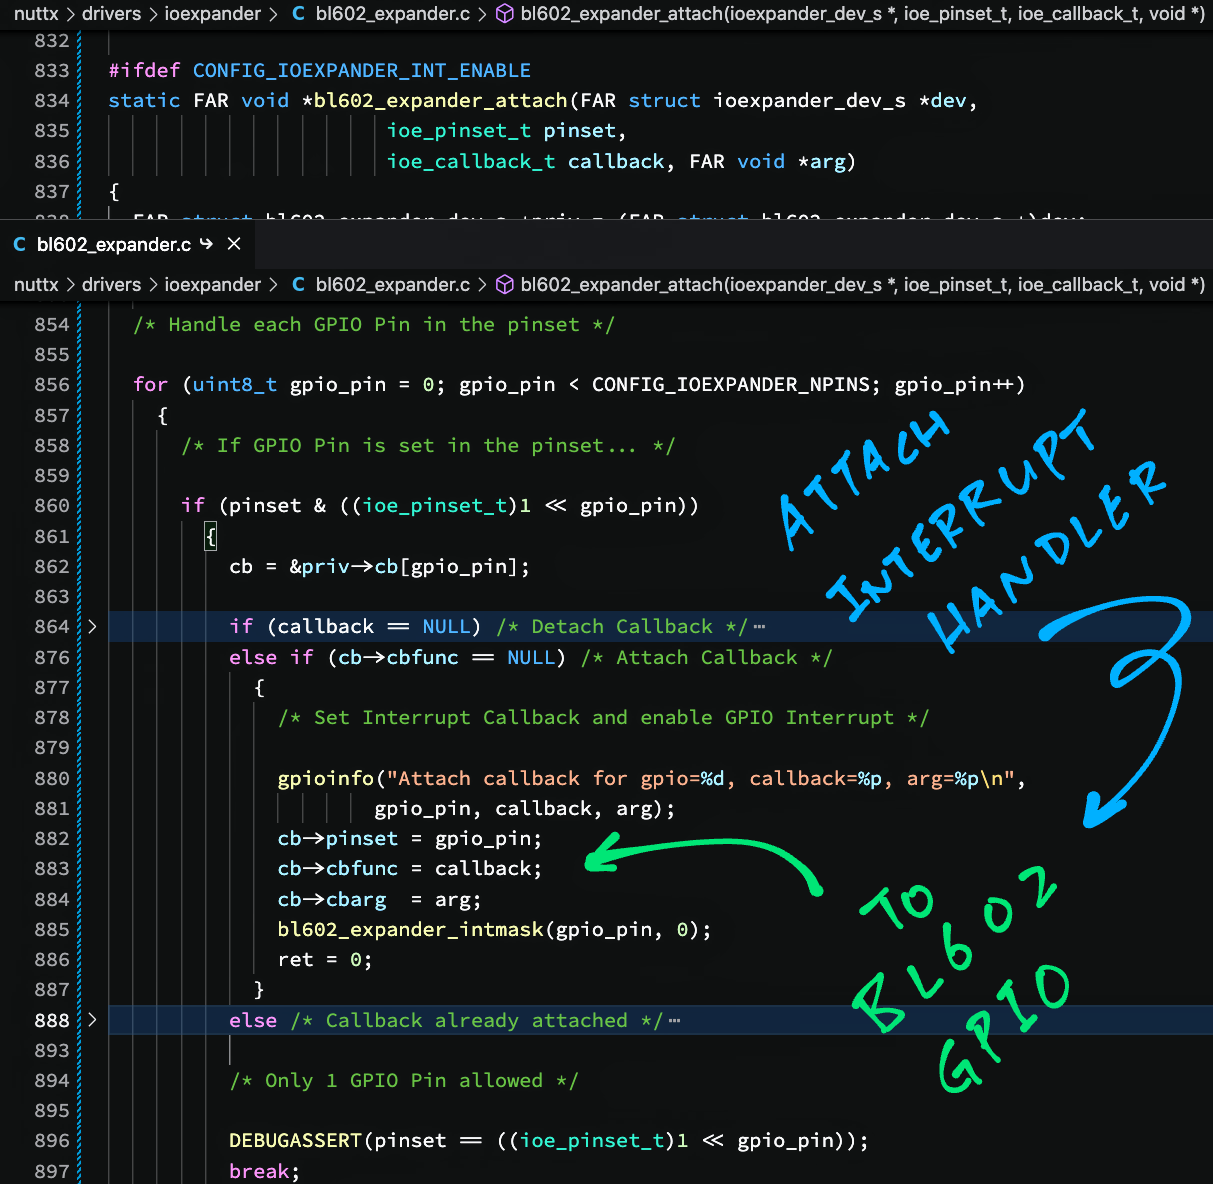 nuttx > drivers > ioexpander > C bl602_expander.c > bl602_expander_attach(ioexpander_dev_s *, ioe_pinset_t, ioe_callback_t, void *)
832
833 #ifdef CONFIG_IOEXPANDER_INT_ENABLE
834 static FAR void *bl602_expander_attach(FAR struct ioexpander_dev_s *dev,
835 ioe_pinset_t pinset,
836 ioe_callback_t callback, FAR void *arg)
837 {
838 FAR struct bl602_expander_dev_s *priv = (FAR struct bl602_expander_dev_s *)dev;
C bl602_expander.c ↪ ×
nuttx > drivers > ioexpander > C bl602_expander.c > bl602_expander_attach(ioexpander_dev_s *, ioe_pinset_t, ioe_callback_t, void *)
854 /* Handle each GPIO Pin in the pinset */
855
856 for (uint8_t gpio_pin = 0; gpio_pin < CONFIG_IOEXPANDER_NPINS; gpio_pin++)
857 {
858 /* If GPIO Pin is set in the pinset... */
859
860 if (pinset & ((ioe_pinset_t)1 << gpio_pin))
861 {
862 cb = &priv->cb[gpio_pin];
863
864 > if (callback == NULL) /* Detach Callback */⋯
876 else if (cb->cbfunc == NULL) /* Attach Callback */
877 {
878 /* Set Interrupt Callback and enable GPIO Interrupt */
879
880 gpioinfo("Attach callback for gpio=%d, callback=%p, arg=%p\n",
881 gpio_pin, callback, arg);
882 cb->pinset = gpio_pin;
883 cb->cbfunc = callback;
884 cb->cbarg = arg;
885 bl602_expander_intmask(gpio_pin, 0);
886 ret = 0;
887 }
888 > else /* Callback already attached */⋯
893
894 /* Only 1 GPIO Pin allowed */
895
896 DEBUGASSERT(pinset == ((ioe_pinset_t)1 << gpio_pin));
897 break;
ATTACH
INTERRUPT
HANDLER
TO
BL602
GPIO